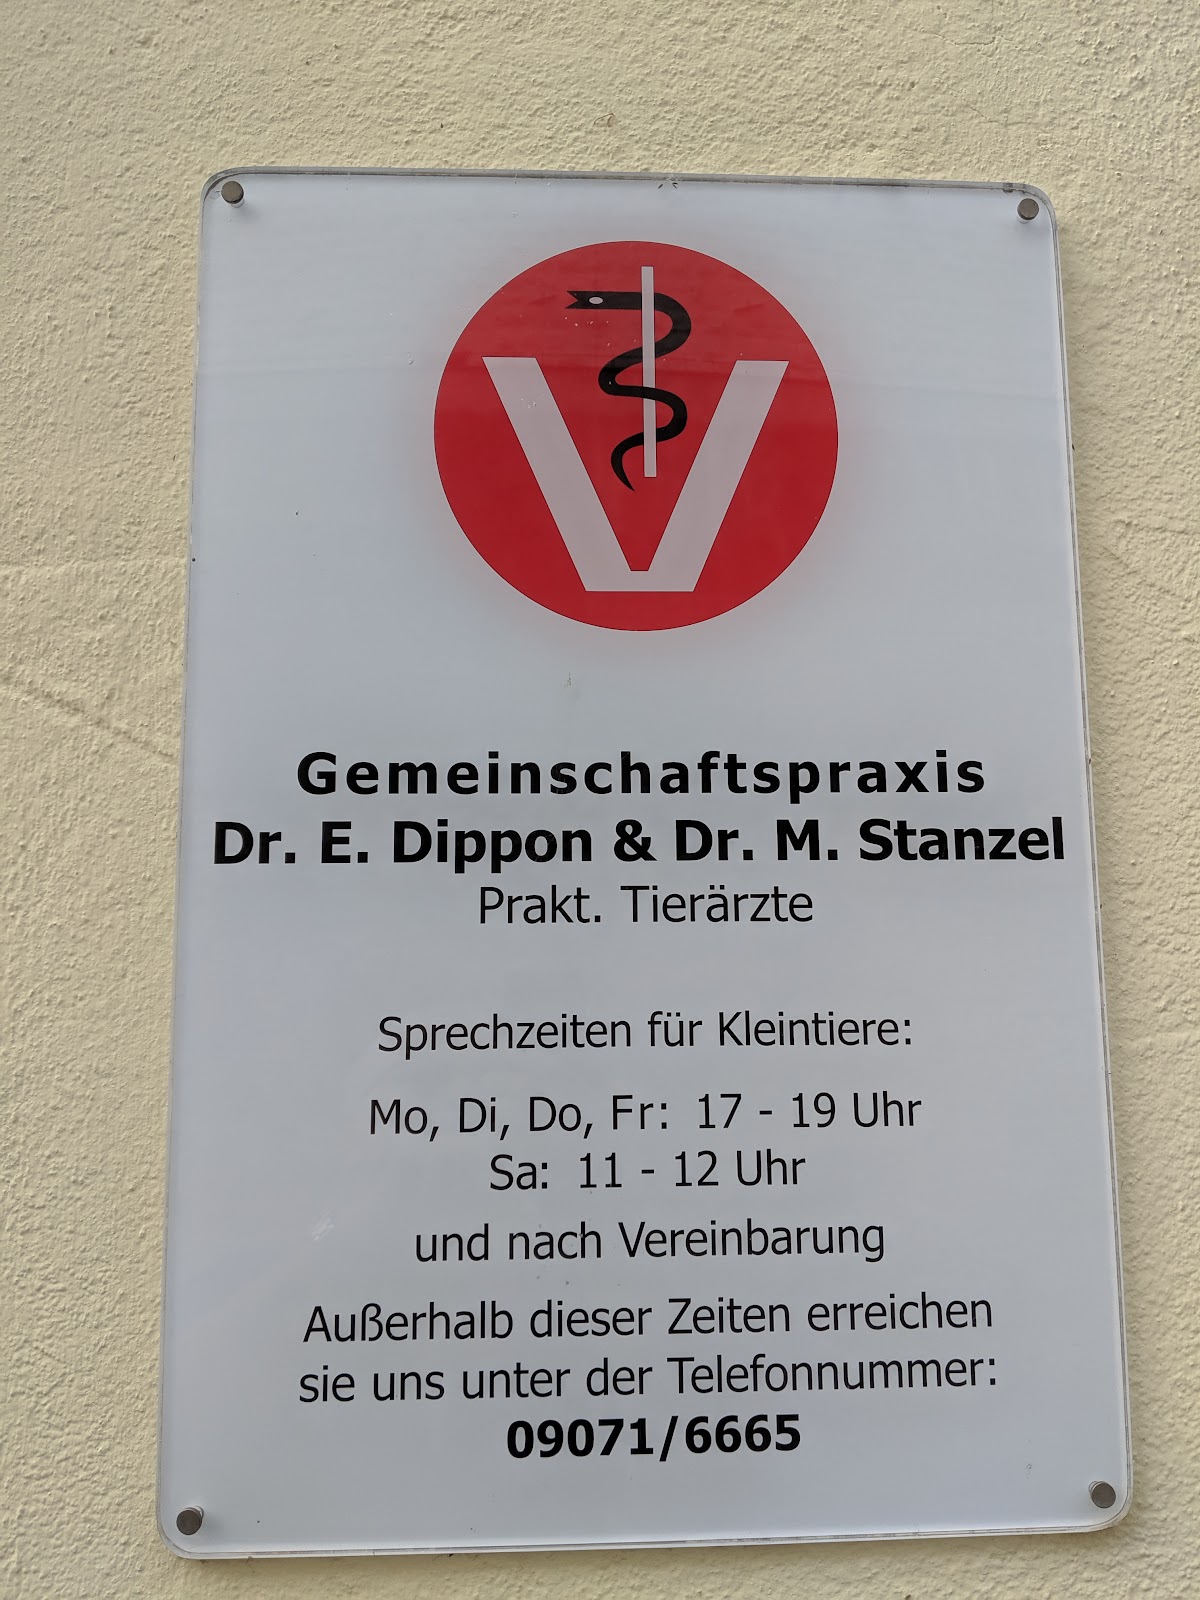 V
Gemeinschaftspraxis
Dr. E. Dippon & Dr. M. Stanzel
Prakt. Tierärzte
Sprechzeiten für Kleintiere:
Mo, Di, Do, Fr: 17 - 19 Uhr
Sa: 11 - 12 Uhr
und nach Vereinbarung
Außerhalb dieser Zeiten erreichen
sie uns unter der Telefonnummer:
09071/6665